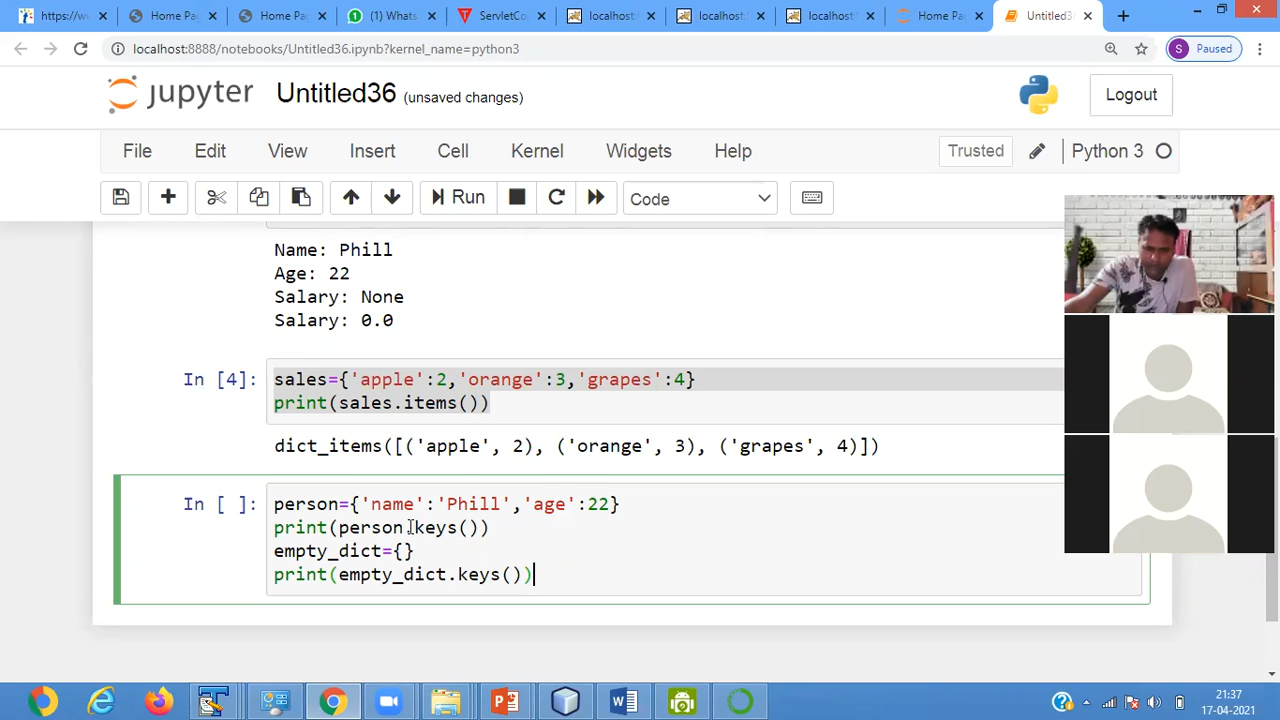 https://w
Home Pa
Home Pa
(1) Whats
ServletCo
localhost
localhost
localhost
Home Pa
Untitled36
localhost:8888/notebooks/Untitled36.ipynb?kernel_name=python3
S Paused
jupyter Untitled36 (unsaved changes)
Logout
File Edit View Insert Cell Kernel Widgets Help
Trusted
Python 3
Run
Code
Name: Phill
Age: 22
Salary: None
Salary: 0.0
In [4]: sales={'apple':2,'orange':3,'grapes':4}
print(sales.items())
dict_items([('apple', 2), ('orange', 3), ('grapes', 4)])
In [ ]: person={'name':'Phill','age':22}
print(person.keys())
empty_dict={}
print(empty_dict.keys())
21:37
17-04-2021